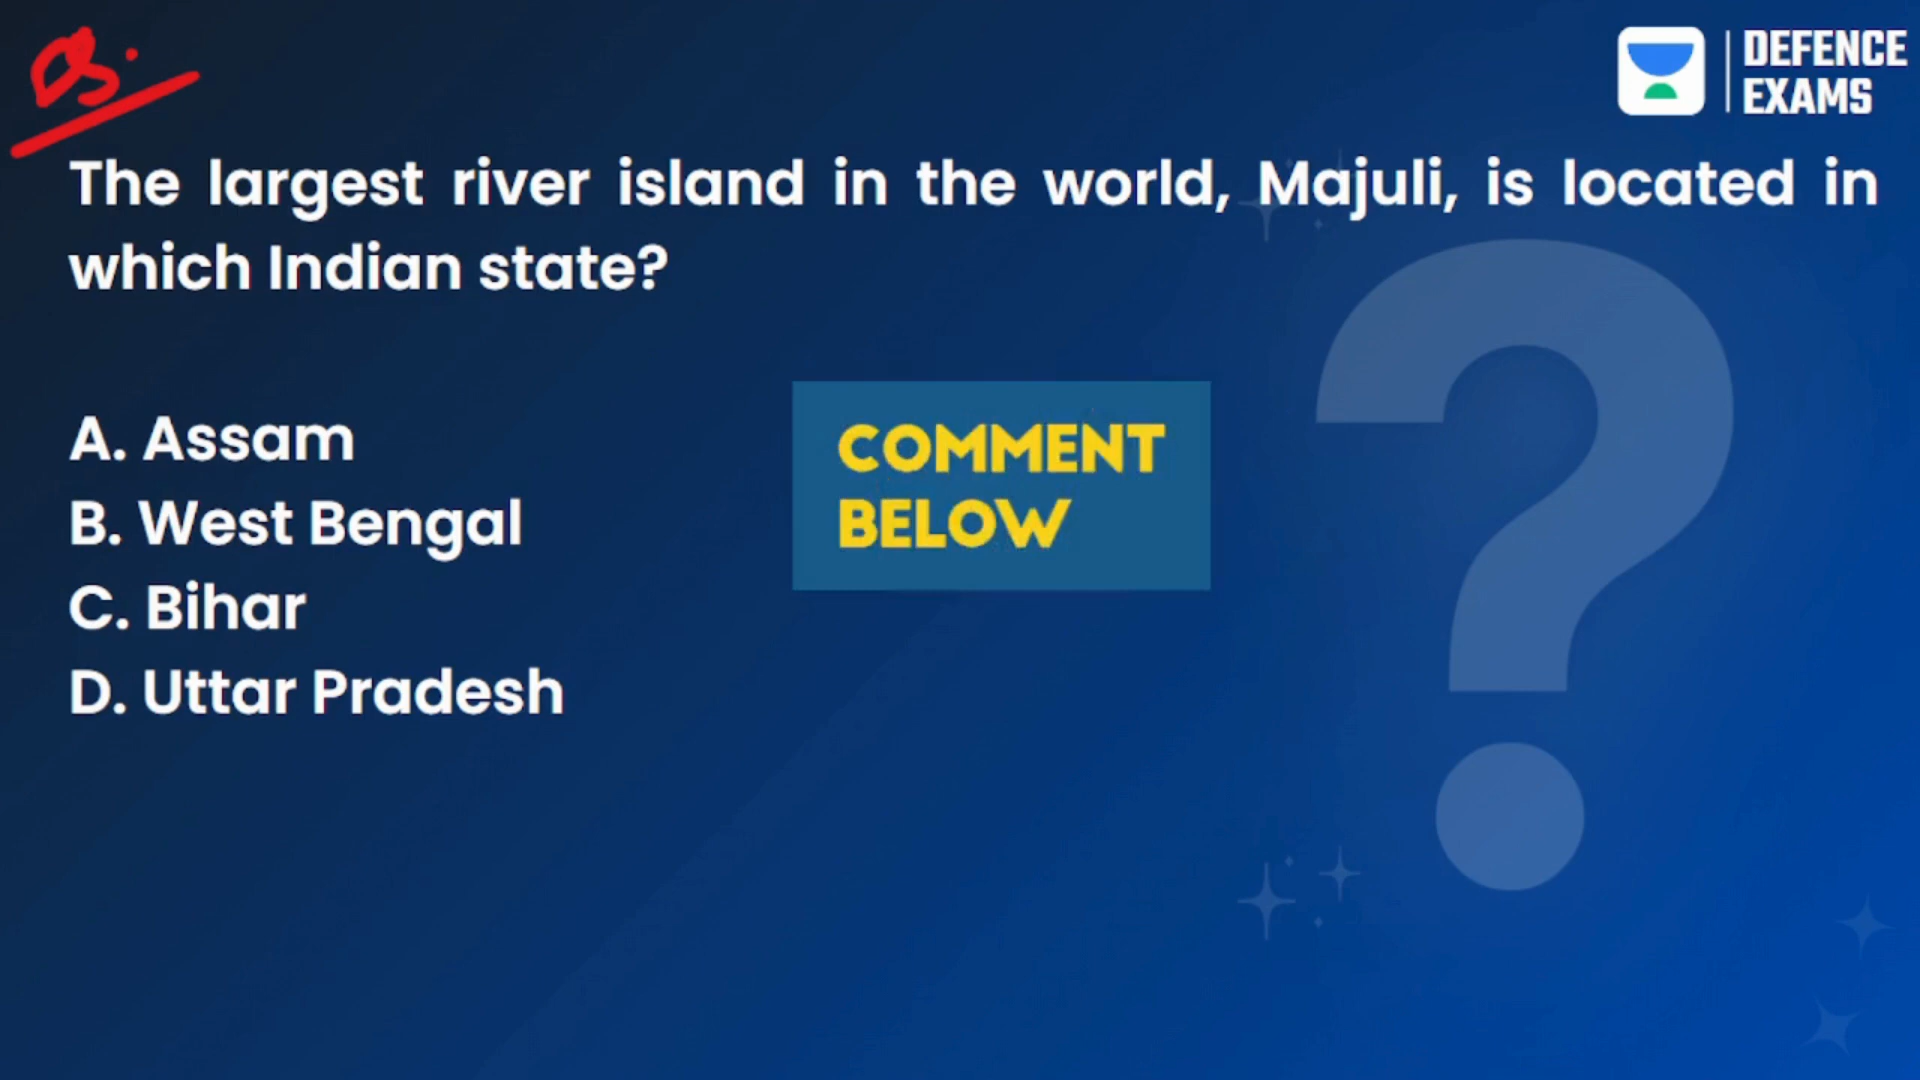 DEFENCE
EXAMS
The largest river island in the world, Majuli, is located in
which Indian state?
A. Assam
B. West Bengal
C. Bihar
D. Uttar Pradesh
COMMENT
BELOW